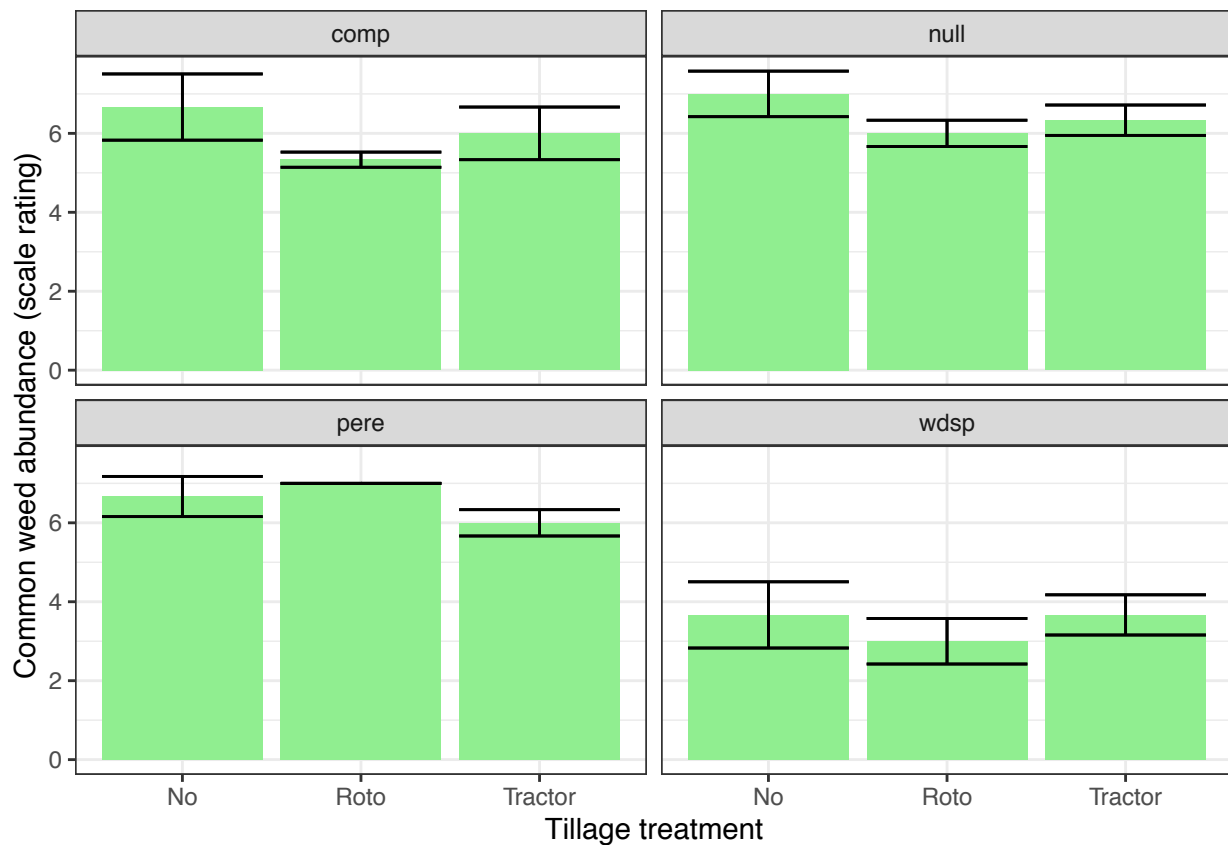 comp
null
6
4
2
0
pere
wdsp
6
4
2
0
No
Roto
Tractor
No
Roto
Tractor
Tillage treatment
Common weed abundance (scale rating)